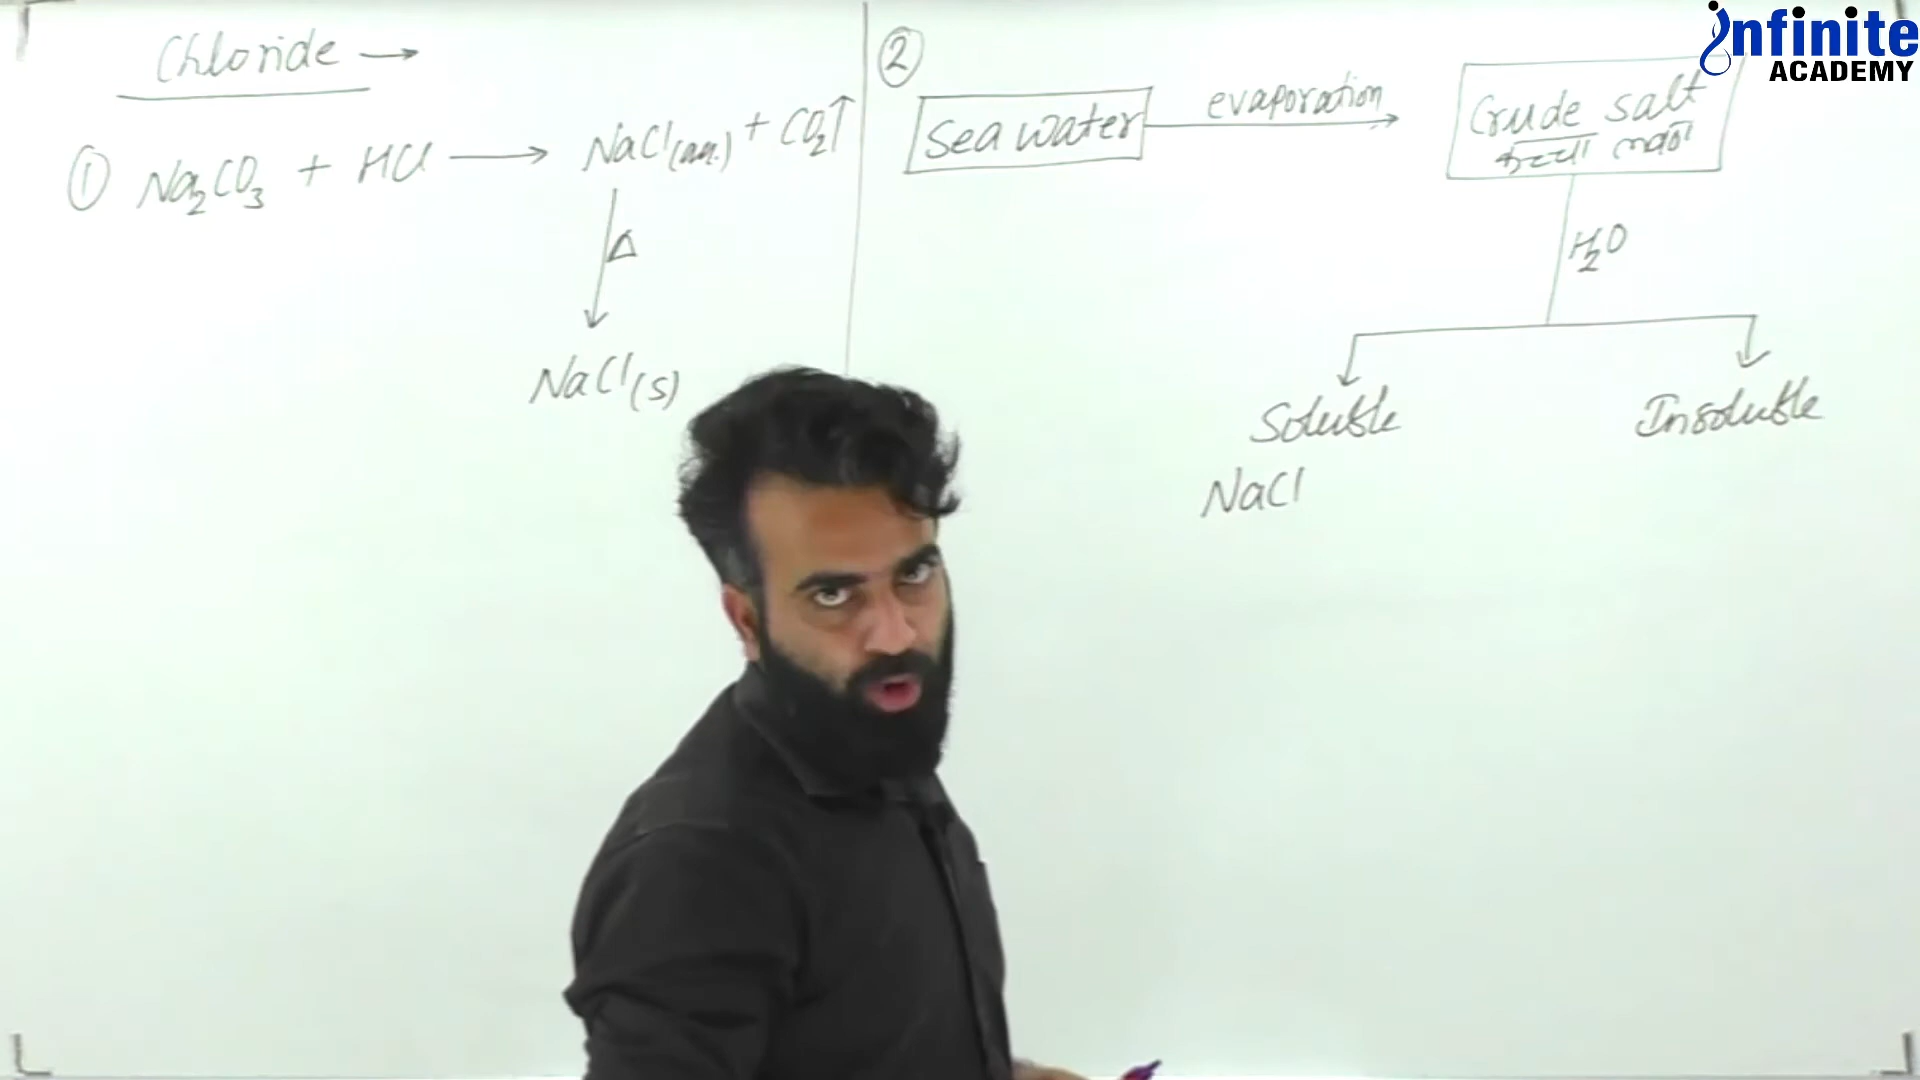 Chloride →
① Na₂CO₃ + HCl → NaCl(aq.) + CO₂↑
Δ
NaCl(s)
②
Sea water
evaporation
Crude salt
कच्चा नमक
H₂O
Soluble
Insoluble
NaCl
infinite
ACADEMY